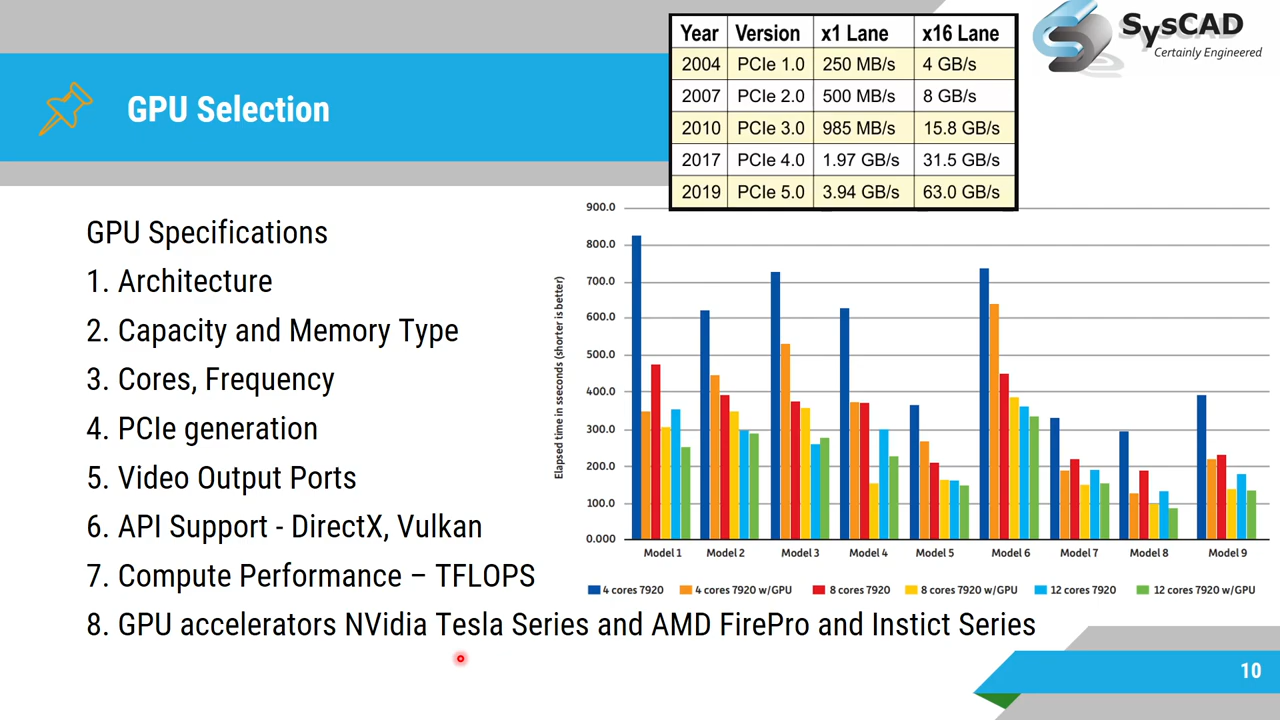 Year Version x1 Lane x16 Lane
2004 PCIe 1.0 250 MB/s 4 GB/s
2007 PCIe 2.0 500 MB/s 8 GB/s
2010 PCIe 3.0 985 MB/s 15.8 GB/s
2017 PCIe 4.0 1.97 GB/s 31.5 GB/s
2019 PCIe 5.0 3.94 GB/s 63.0 GB/s
SysCAD
Certainly Engineered
GPU Selection
GPU Specifications
1. Architecture
2. Capacity and Memory Type
3. Cores, Frequency
4. PCIe generation
5. Video Output Ports
6. API Support - DirectX, Vulkan
7. Compute Performance – TFLOPS
8. GPU accelerators NVidia Tesla Series and AMD FirePro and Instict Series
Elapsed time in sseconds (shorter is better)
900.0
800.0
700.0
600.0
500.0
400.0
300.0
200.0
100.0
0.000
Model 1 Model 2 Model 3 Model 4 Model 5 Model 6 Model 7 Model 8 Model 9
4 cores 7920 4 cores 7920 w/GPU 8 cores 7920 8 cores 7920 w/GPU 12 cores 7920 12 cores 7920 w/GPU
10